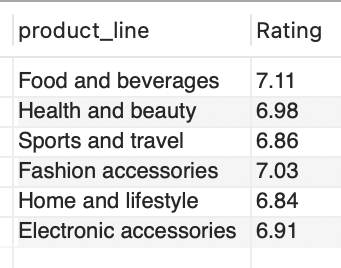 product_line Rating
Food and beverages 7.11
Health and beauty 6.98
Sports and travel 6.86
Fashion accessories 7.03
Home and lifestyle 6.84
Electronic accessories 6.91